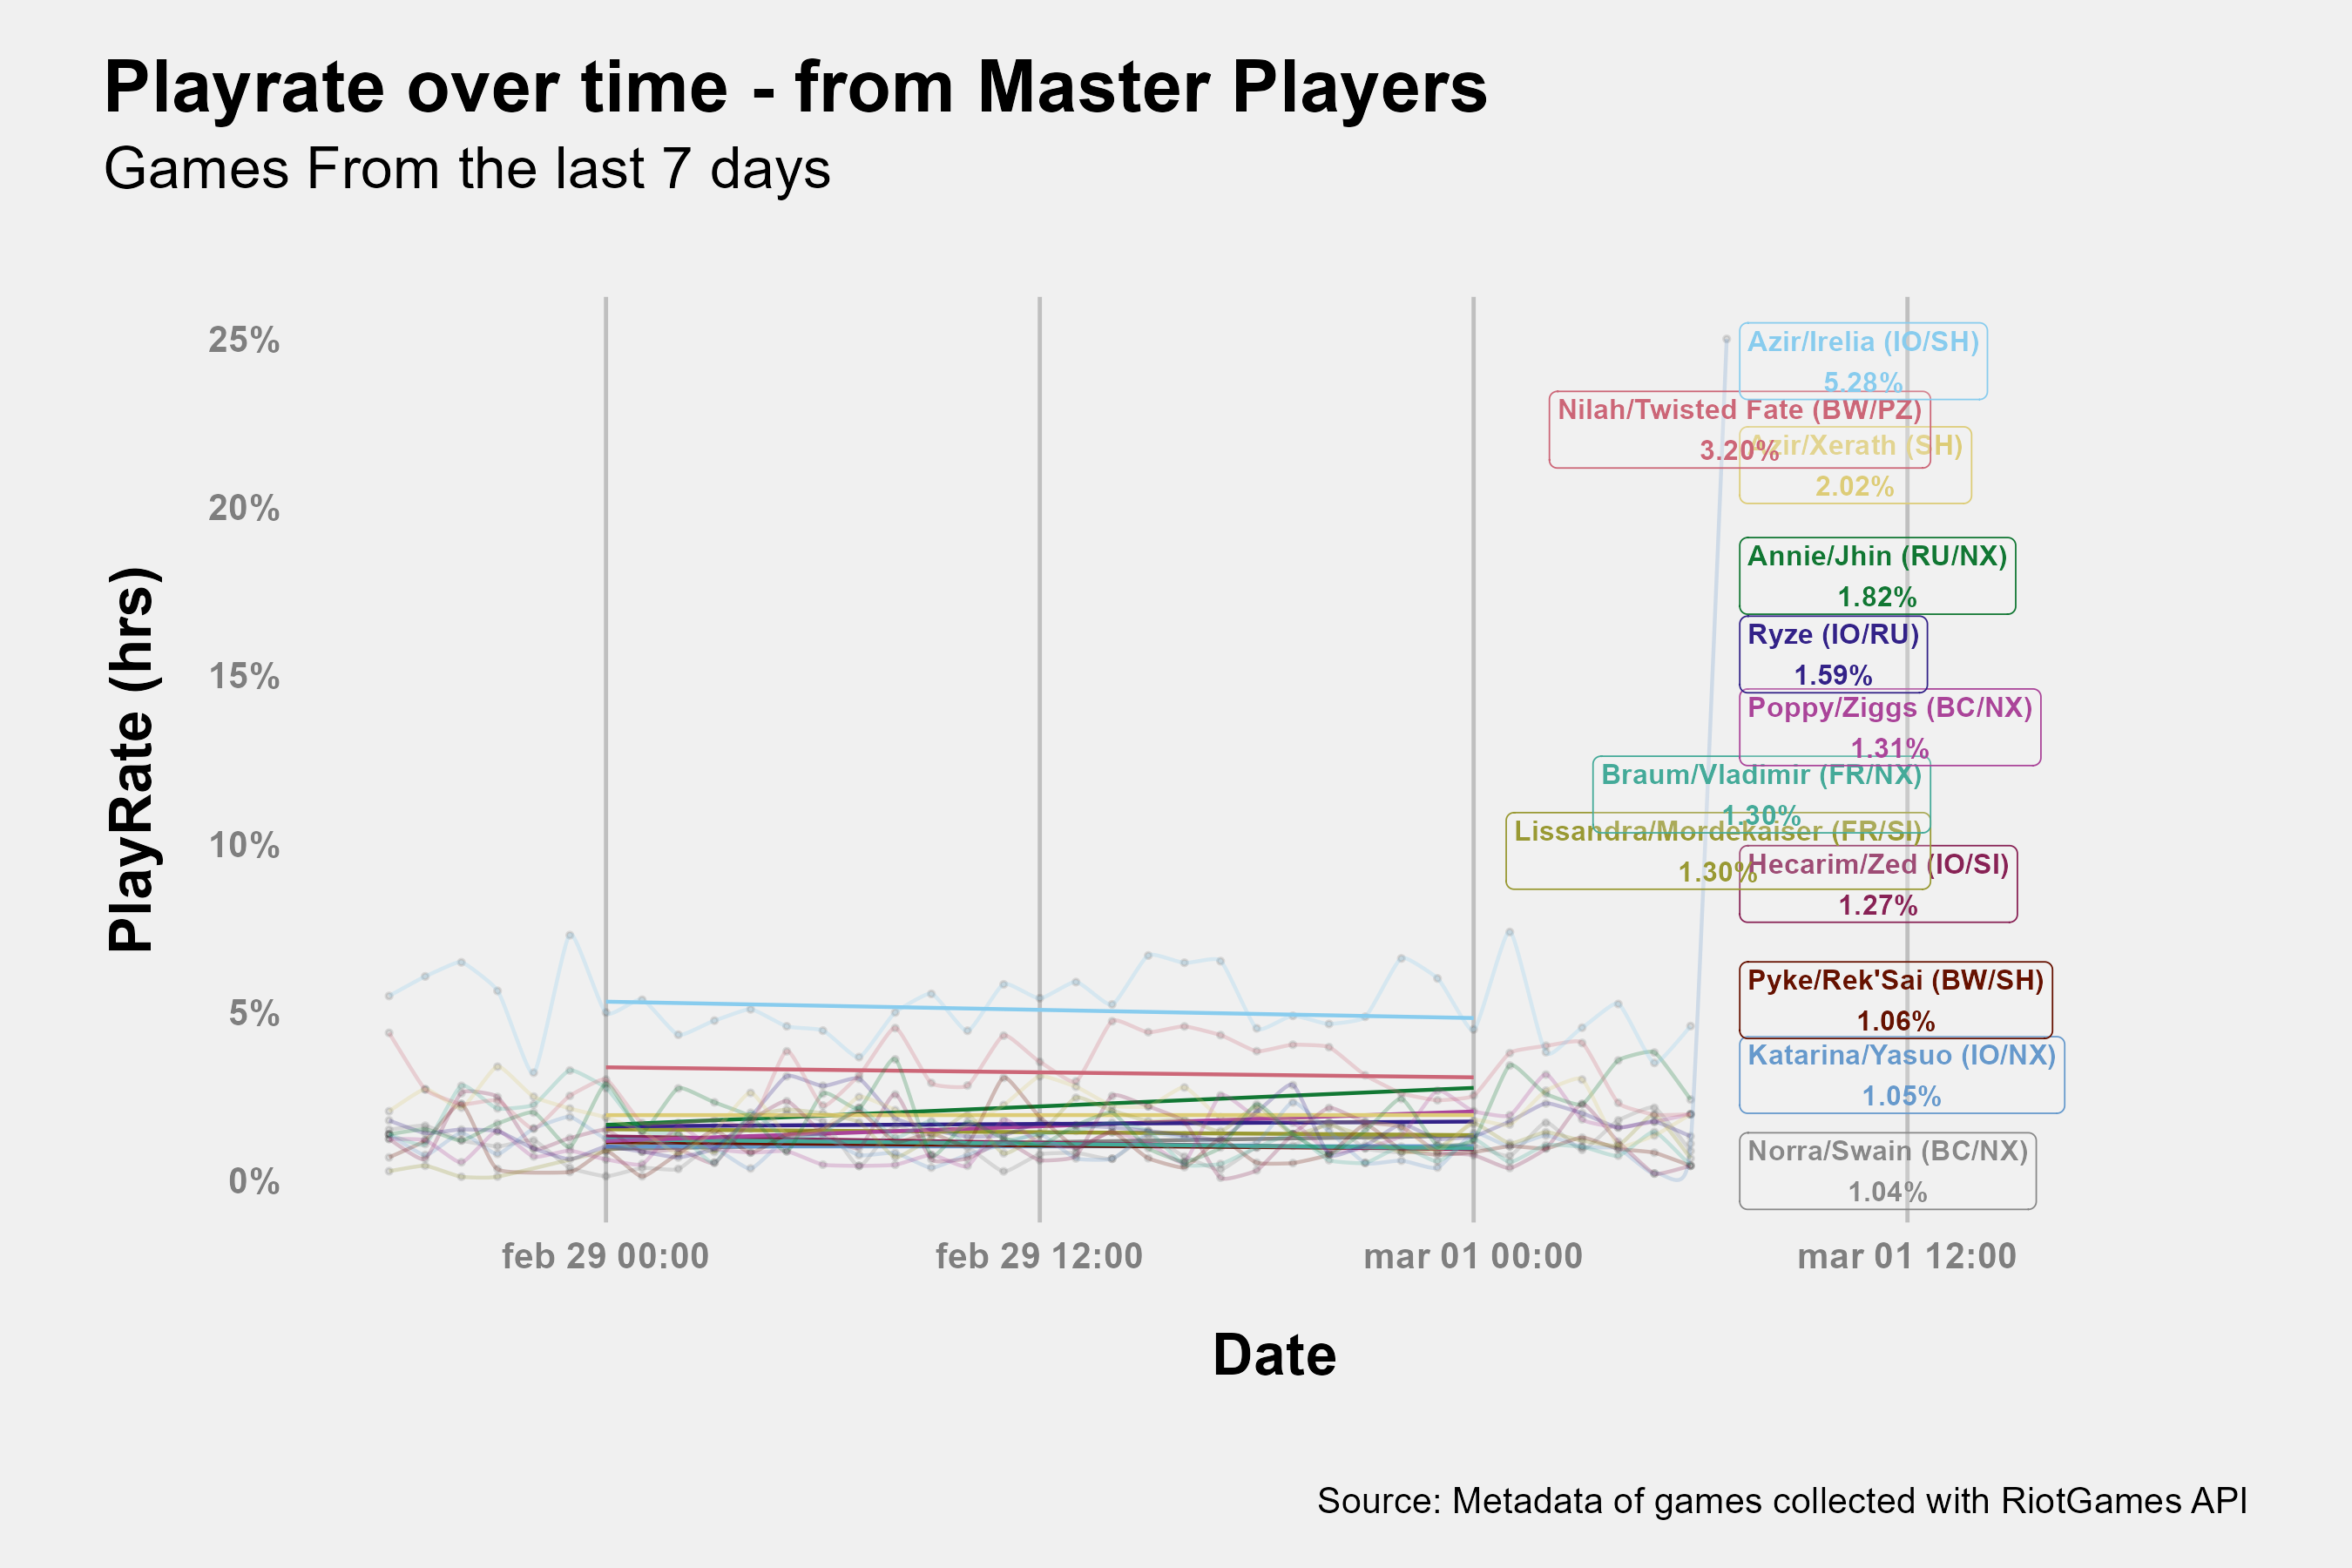 Playrate over time - from Master Players
Games From the last 7 days
PlayRate (hrs)
25%
20%
15%
10%
5%
0%
Azir/Irelia (IO/SH)
5.28%
Nilah/Twisted Fate (BW/PZ)
3.20%
Azir/Xerath (SH)
2.02%
Annie/Jhin (RU/NX)
1.82%
Ryze (IO/RU)
1.59%
Poppy/Ziggs (BC/NX)
1.31%
Braum/Vladimir (FR/NX)
1.30%
Lissandra/Mordekaiser (FR/SI)
1.30%
Hecarim/Zed (IO/SI)
1.27%
Pyke/Rek'Sai (BW/SH)
1.06%
Katarina/Yasuo (IO/NX)
1.05%
Norra/Swain (BC/NX)
1.04%
feb 29 00:00
feb 29 12:00
mar 01 00:00
mar 01 12:00
Date
Source: Metadata of games collected with RiotGames API